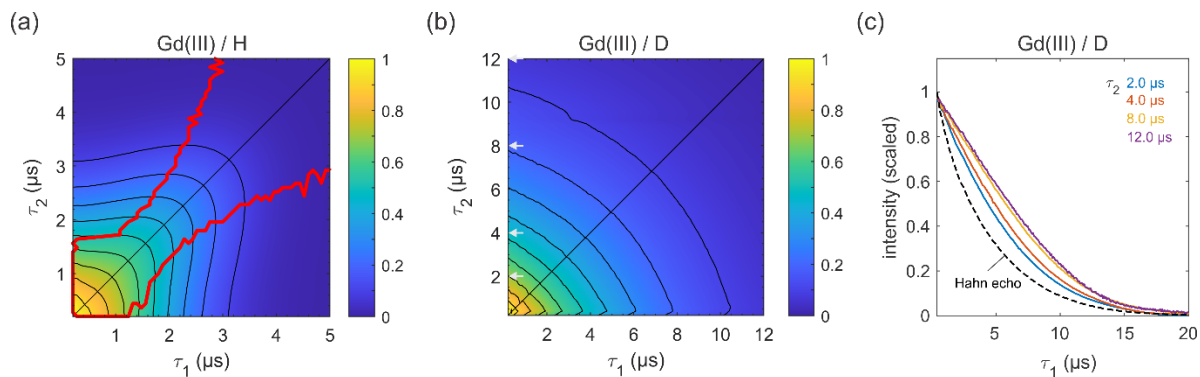 (a)
Gd(III) / H
5
4
3
2
1
1
2
3
4
5
τ2 (µs)
τ1 (µs)
1
0.8
0.6
0.4
0.2
0
(b)
Gd(III) / D
12
10
8
6
4
2
2
4
6
8
10
12
τ2 (µs)
τ1 (µs)
1
0.8
0.6
0.4
0.2
0
(c)
Gd(III) / D
τ2 2.0 µs
4.0 µs
8.0 µs
12.0 µs
Hahn echo
1
0.8
0.6
0.4
0.2
0
5
10
15
20
intensity (scaled)
τ1 (µs)